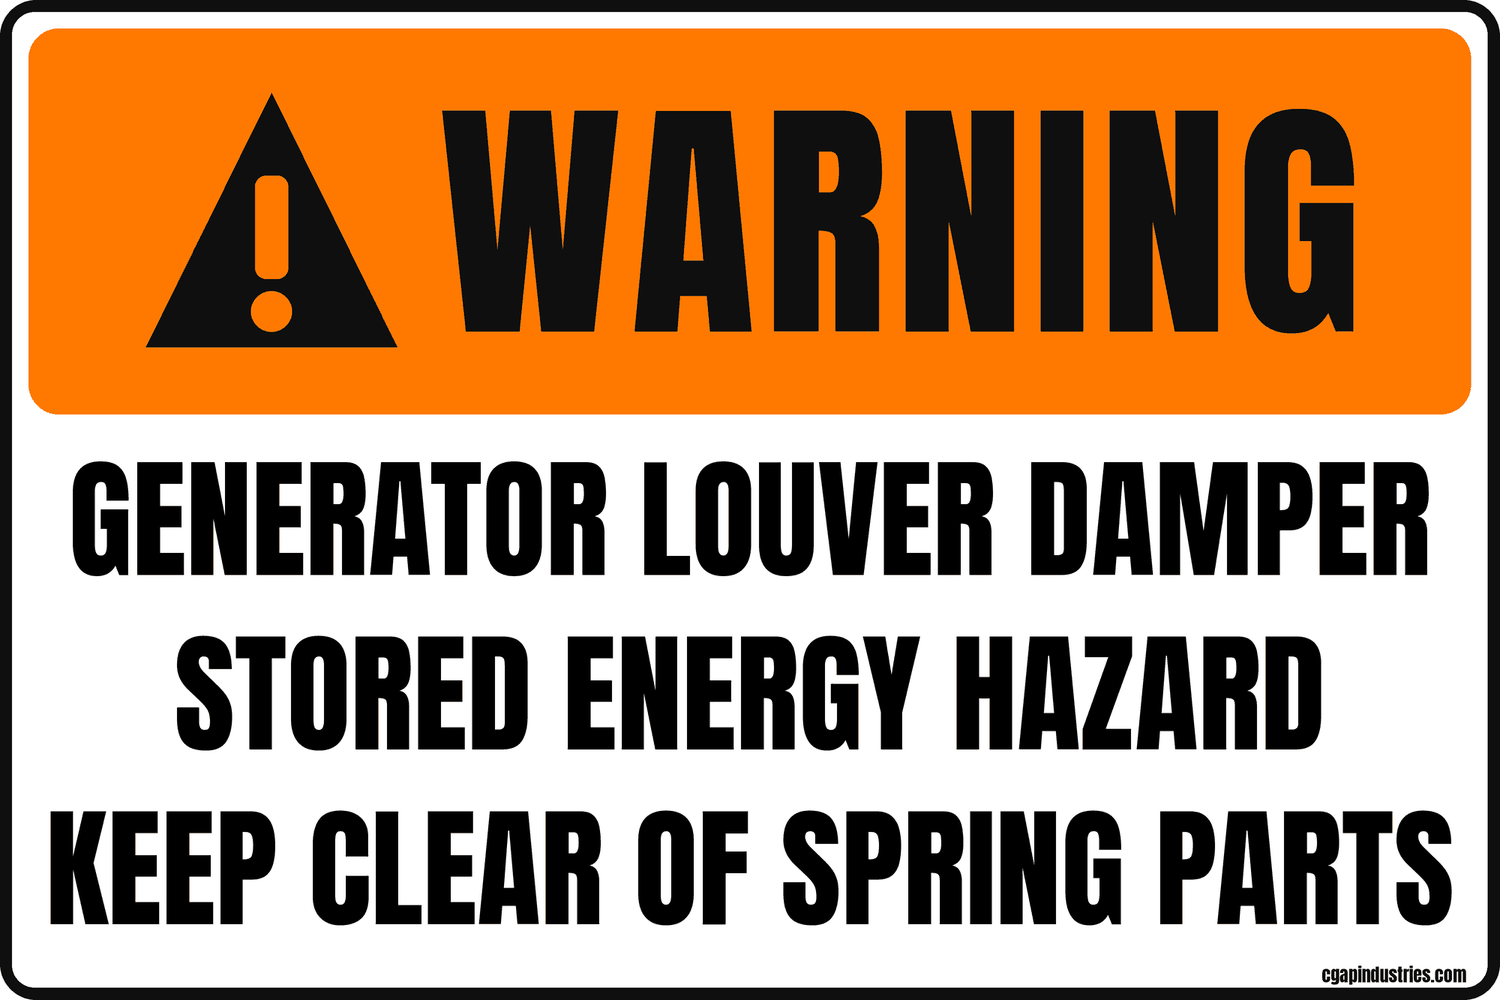 WARNING
GENERATOR LOUVER DAMPER
STORED ENERGY HAZARD
KEEP CLEAR OF SPRING PARTS
cgapindustries.com